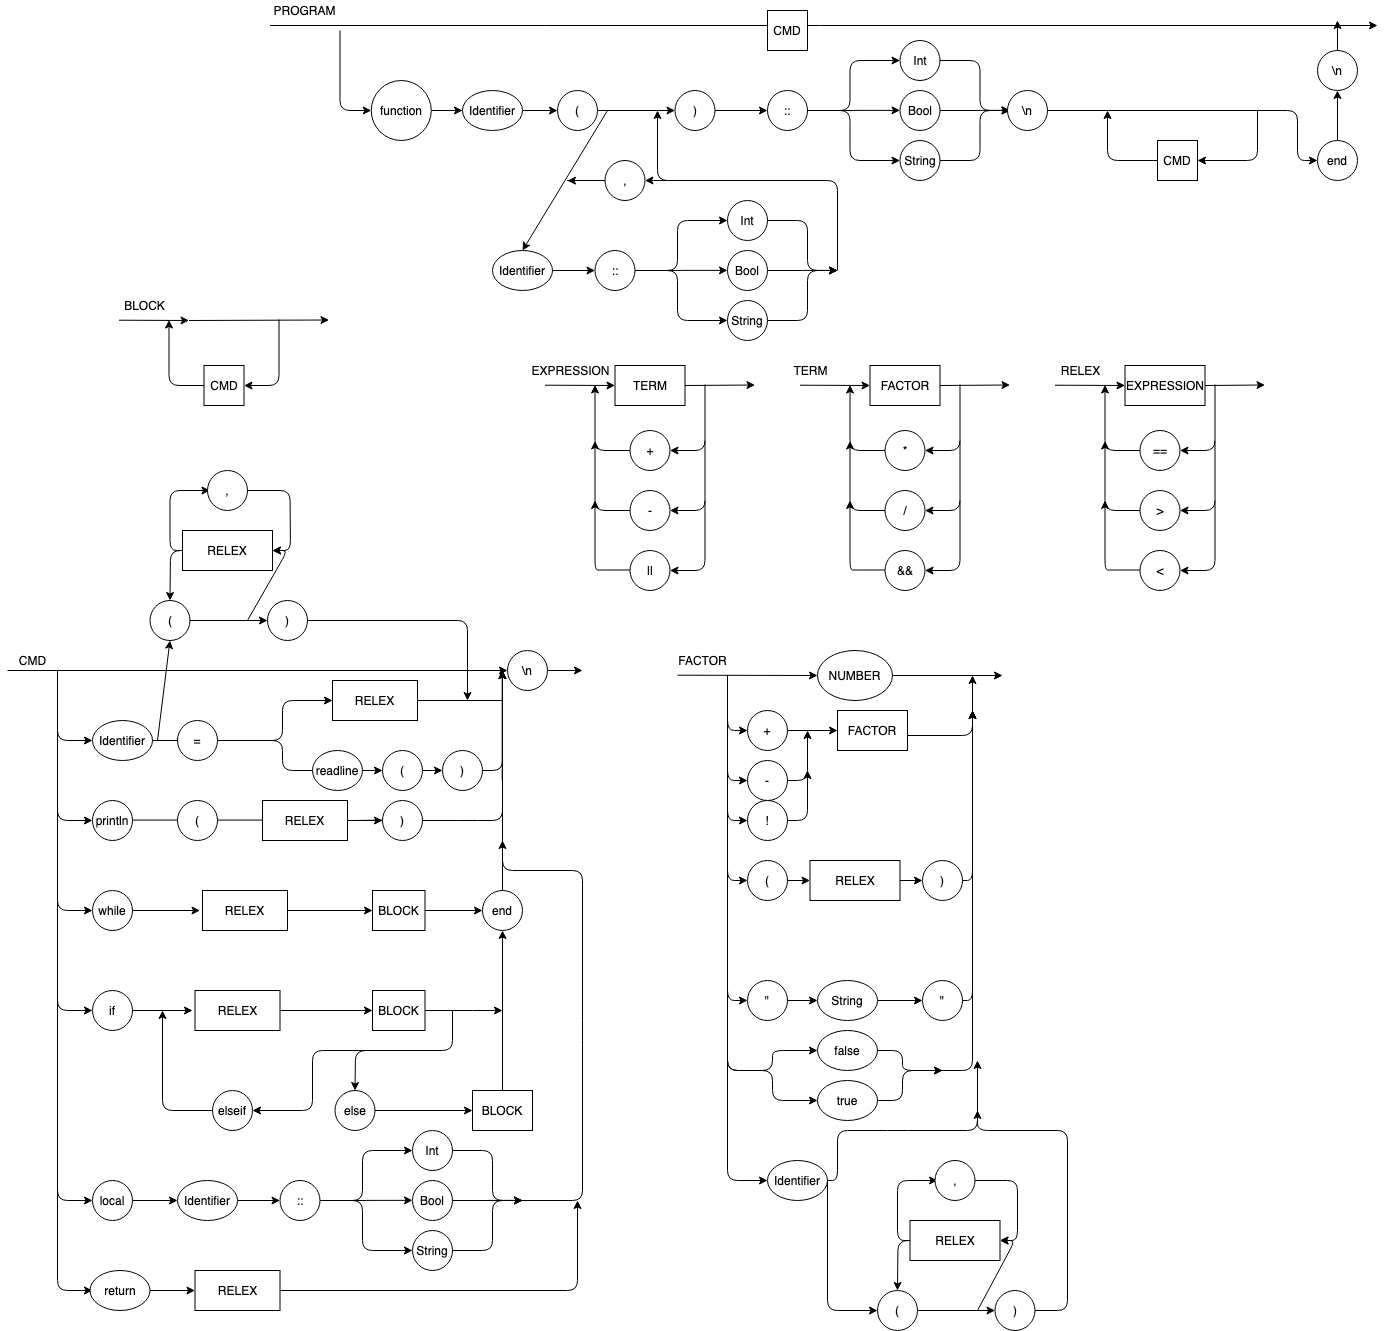 PROGRAM
CMD
Int
\n
function
Identifier
(
)
::
Bool
\n
String
CMD
end
,
Int
Identifier
::
Bool
String
BLOCK
CMD
EXPRESSION
TERM
+
-
||
TERM
FACTOR
*
/
&&
RELEX
EXPRESSION
==
>
<
,
RELEX
(
)
CMD
\n
RELEX
Identifier
=
readline
(
)
println
(
RELEX
)
while
RELEX
BLOCK
end
if
RELEX
BLOCK
elseif
else
BLOCK
Int
local
Identifier
::
Bool
String
return
RELEX
FACTOR
NUMBER
+
FACTOR
-
!
(
RELEX
)
"
String
"
false
true
Identifier
,
RELEX
(
)